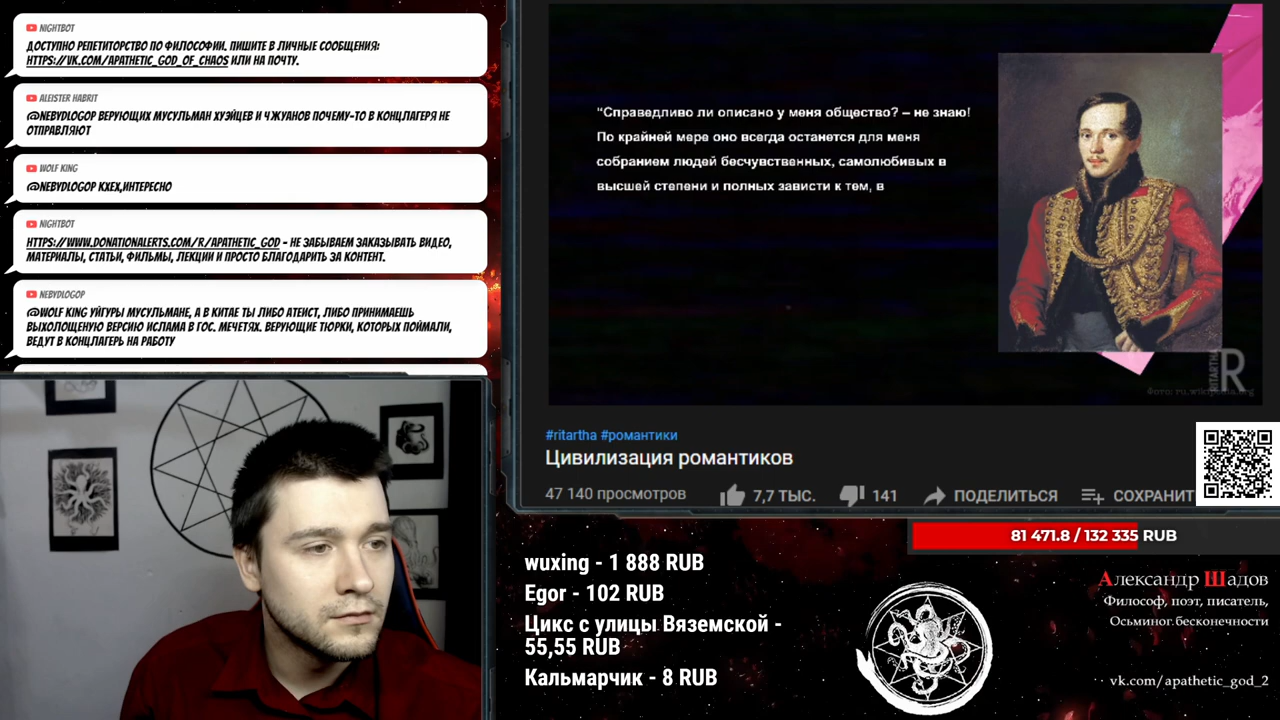 NIGHTBOT
ДОСТУПНО РЕПЕТИТОРСТВО ПО ФИЛОСОФИИ. ПИШИТЕ В ЛИЧНЫЕ СООБЩЕНИЯ:
HTTPS://VK.COM/APATHETIC_GOD_OF_CHAOS ИЛИ НА ПОЧТУ.
ALEISTER HABRIT
@NEBYDLOGOP ВЕРУЮЩИХ МУСУЛЬМАН ХУЭЙЦЕВ И ЧЖУАНОВ ПОЧЕМУ-ТО В КОНЦЛАГЕРЯ НЕ
ОТПРАВЛЯЮТ
WOLF KING
@NEBYDLOGOP КХЕХ,ИНТЕРЕСНО
NIGHTBOT
HTTPS://WWW.DONATIONALERTS.COM/R/APATHETIC_GOD - НЕ ЗАБЫВАЕМ ЗАКАЗЫВАТЬ ВИДЕО,
МАТЕРИАЛЫ, СТАТЬИ, ФИЛЬМЫ, ЛЕКЦИИ И ПРОСТО БЛАГОДАРИТЬ ЗА КОНТЕНТ.
NEBYDLOGOP
@WOLF KING УЙГУРЫ МУСУЛЬМАНЕ, А В КИТАЕ ТЫ ЛИБО АТЕИСТ, ЛИБО ПРИНИМАЕШЬ
ВЫХОЛОЩЕНУЮ ВЕРСИЮ ИСЛАМА В ГОС. МЕЧЕТЯХ. ВЕРУЮЩИЕ ТЮРКИ, КОТОРЫХ ПОЙМАЛИ,
ВЕДУТ В КОНЦЛАГЕРЬ НА РАБОТУ
“Справедливо ли описано у меня общество? – не знаю!
По крайней мере оно всегда останется для меня
собранием людей бесчувственных, самолюбивых в
высшей степени и полных зависти к тем, в
RITARTHA
R
Фото: ru.wikipedia.org
#ritartha #романтики
Цивилизация романтиков
47 140 просмотров
7,7 ТЫС.
141
ПОДЕЛИТЬСЯ
СОХРАНИТ
81 471.8 / 132 335 RUB
wuxing - 1 888 RUB
Egor - 102 RUB
Цикс с улицы Вяземской -
55,55 RUB
Кальмарчик - 8 RUB
Александр Шадов
Философ, поэт, писатель,
Осьминог бесконечности
vk.com/apathetic_god_2